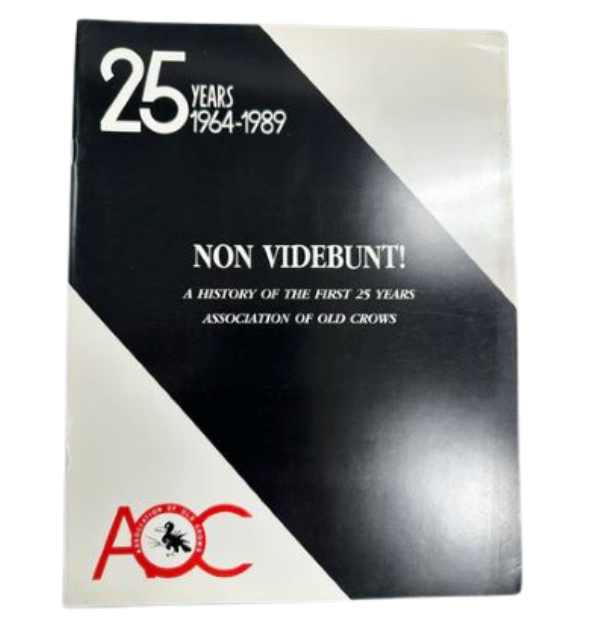 25
YEARS
1964-1989
NON VIDEBUNT!
A HISTORY OF THE FIRST 25 YEARS
ASSOCIATION OF OLD CROWS
AOC
ASSOCIATION OF OLD CROWS